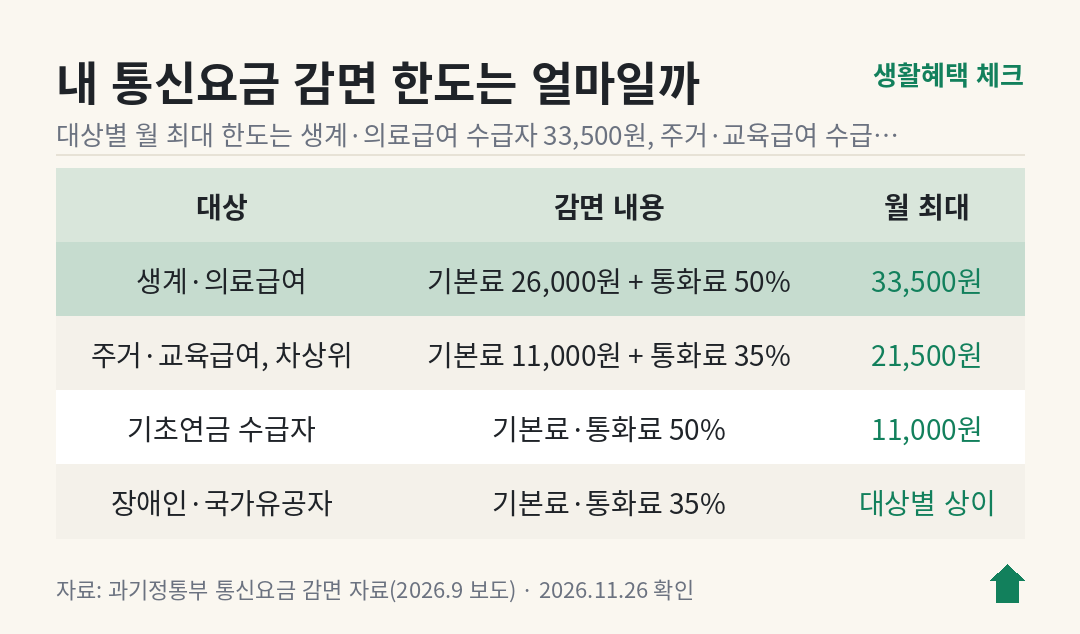 내 통신요금 감면 한도는 얼마일까
생활혜택 체크
대상별 월 최대 한도는 생계·의료급여 수급자 33,500원, 주거·교육급여 수급…
대상 감면 내용 월 최대
생계·의료급여 기본료 26,000원 + 통화료 50% 33,500원
주거·교육급여, 차상위 기본료 11,000원 + 통화료 35% 21,500원
기초연금 수급자 기본료·통화료 50% 11,000원
장애인·국가유공자 기본료·통화료 35% 대상별 상이
자료: 과기정통부 통신요금 감면 자료(2026.9 보도) · 2026.11.26 확인